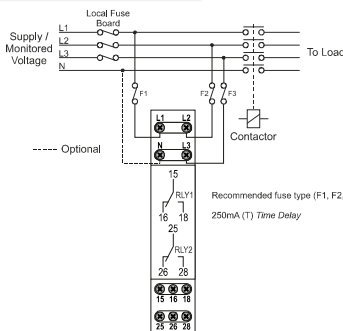 Local Fuse
Board
Supply /
Monitored
Voltage
L1
L2
L3
N
To Load
F1
F2
F3
Contactor
Optional
L1 L2
N L3
15
RLY1
16 18
25
RLY2
26 28
15 16 18
25 26 28
Recommended fuse type (F1, F2,
250mA (T) Time Delay